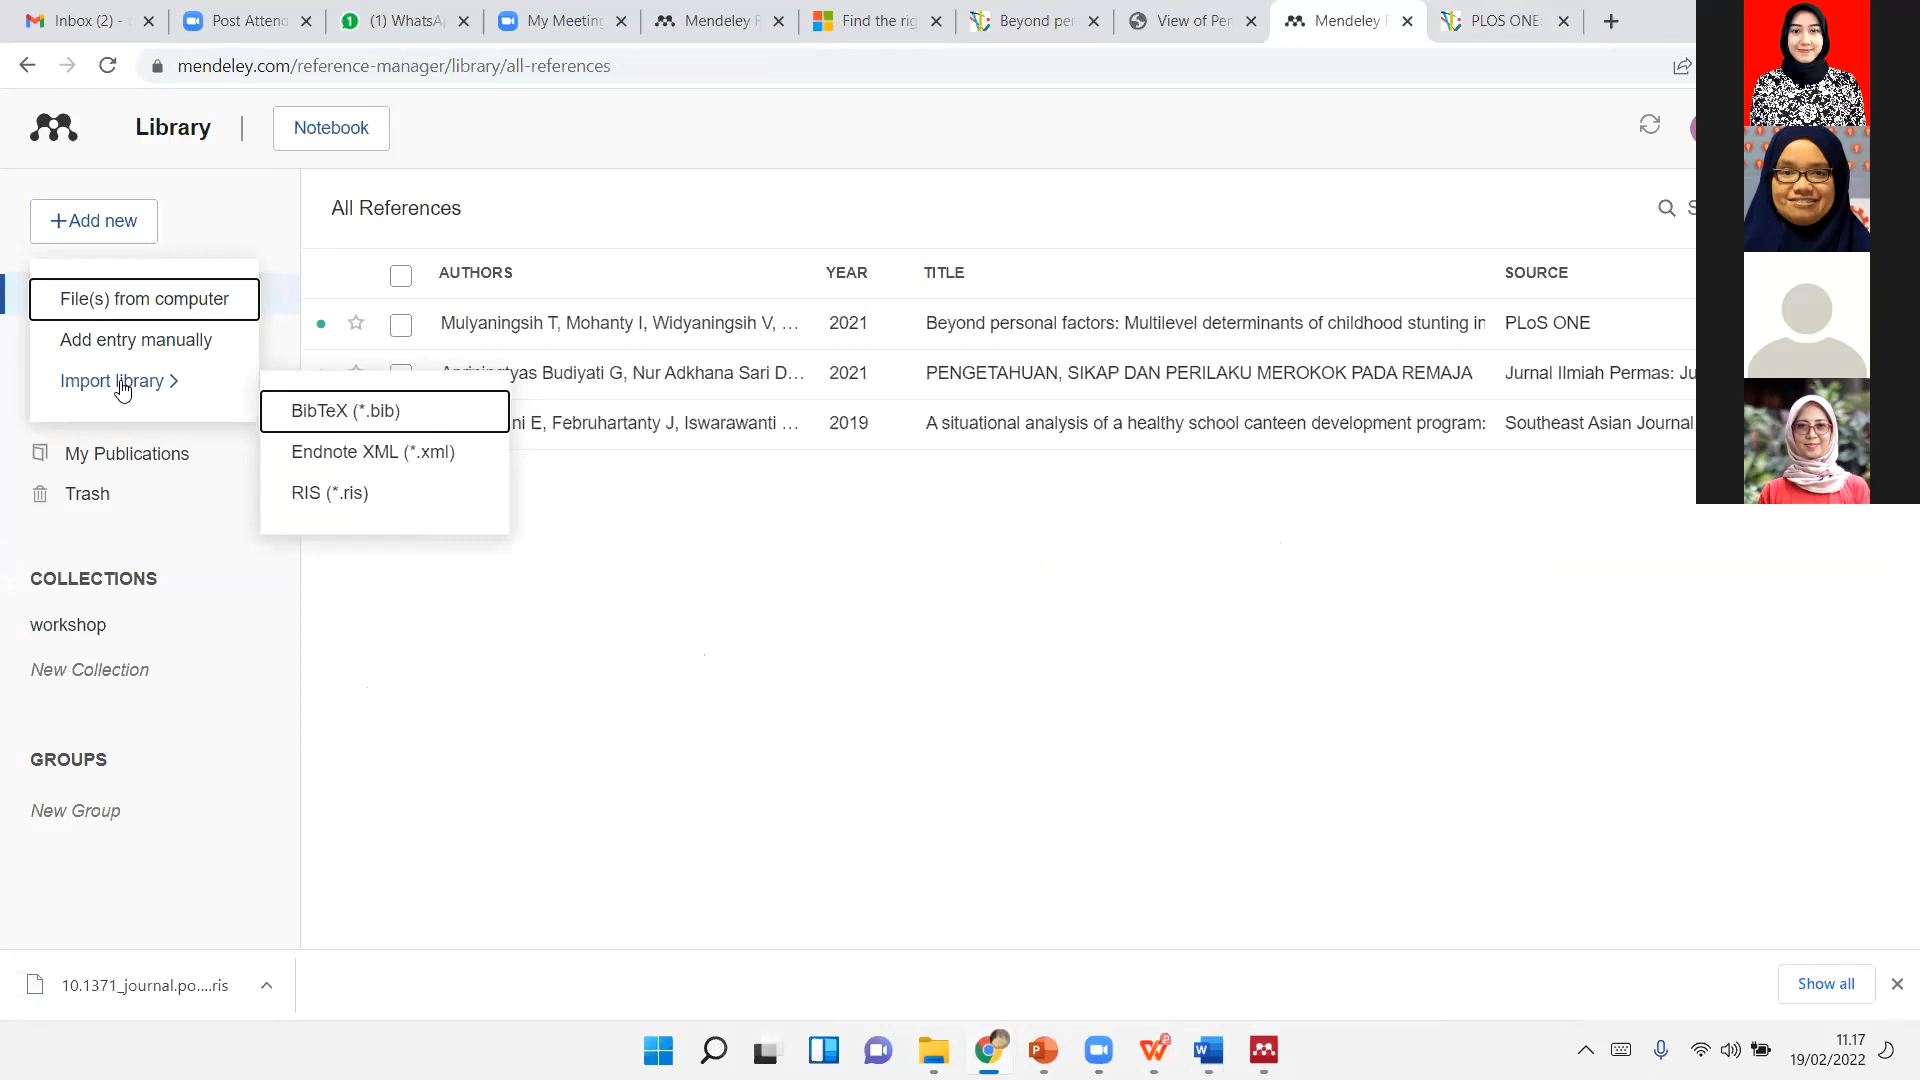 Inbox (2) -
Post Attend
(1) WhatsA
My Meeting
Mendeley R
Find the rig
Beyond per
View of Per
Mendeley R
PLOS ONE:
mendeley.com/reference-manager/library/all-references
Library
Notebook
+Add new
File(s) from computer
Add entry manually
Import library
BibTeX (*.bib)
Endnote XML (*.xml)
RIS (*.ris)
My Publications
Trash
COLLECTIONS
workshop
New Collection
GROUPS
New Group
All References
S
AUTHORS YEAR TITLE SOURCE
Mulyaningsih T, Mohanty I, Widyaningsih V, … 2021 Beyond personal factors: Multilevel determinants of childhood stunting in PLoS ONE
tyas Budiyati G, Nur Adkhana Sari D… 2021 PENGETAHUAN, SIKAP DAN PERILAKU MEROKOK PADA REMAJA Jurnal Ilmiah Permas: Ju
ni E, Februhartanty J, Iswarawanti … 2019 A situational analysis of a healthy school canteen development program: Southeast Asian Journal
10.1371_journal.po....ris
Show all
11.17
19/02/2022